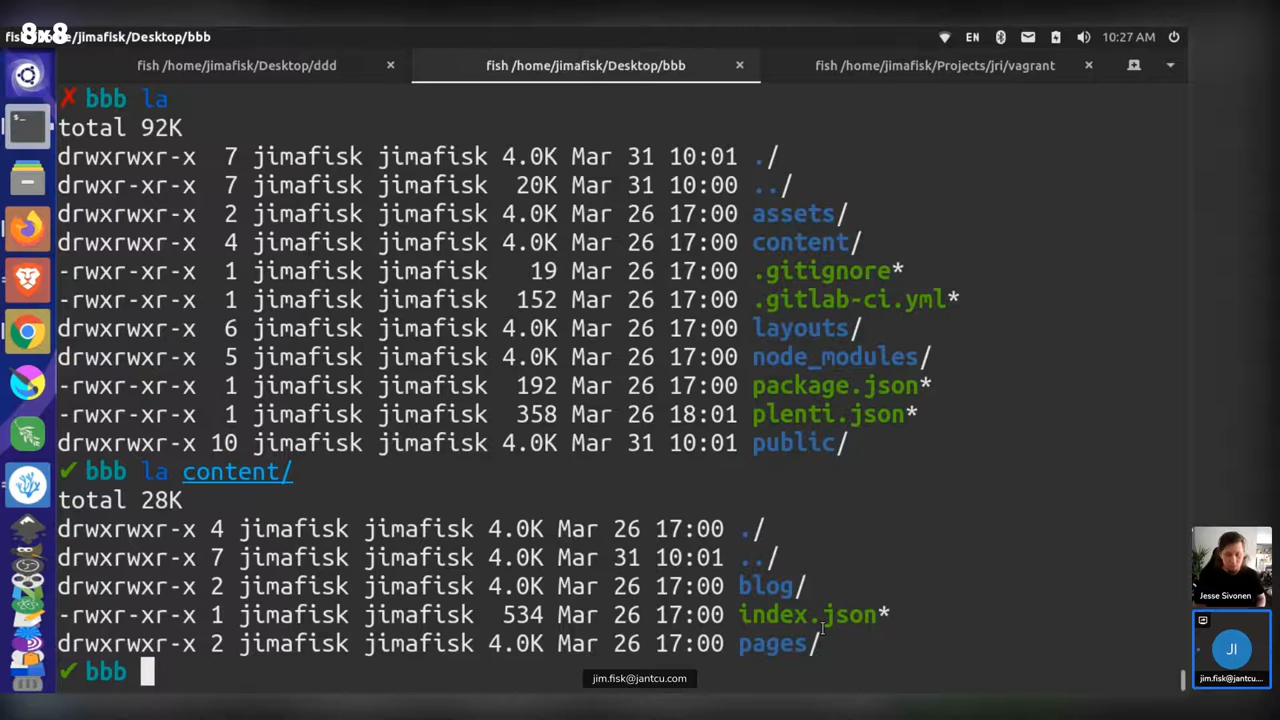 8x8
fish /home/jimafisk/Desktop/bbb
EN
10:27 AM
fish /home/jimafisk/Desktop/ddd ×
fish /home/jimafisk/Desktop/bbb ×
fish /home/jimafisk/Projects/jri/vagrant ×
✗ bbb la
total 92K
drwxrwxr-x 7 jimafisk jimafisk 4.0K Mar 31 10:01 ./
drwxr-xr-x 7 jimafisk jimafisk 20K Mar 31 10:00 ../
drwxrwxr-x 2 jimafisk jimafisk 4.0K Mar 26 17:00 assets/
drwxrwxr-x 4 jimafisk jimafisk 4.0K Mar 26 17:00 content/
-rwxr-xr-x 1 jimafisk jimafisk 19 Mar 26 17:00 .gitignore*
-rwxr-xr-x 1 jimafisk jimafisk 152 Mar 26 17:00 .gitlab-ci.yml*
drwxrwxr-x 6 jimafisk jimafisk 4.0K Mar 26 17:00 layouts/
drwxrwxr-x 5 jimafisk jimafisk 4.0K Mar 26 17:00 node_modules/
-rwxr-xr-x 1 jimafisk jimafisk 192 Mar 26 17:00 package.json*
-rwxr-xr-x 1 jimafisk jimafisk 358 Mar 26 18:01 plenti.json*
drwxrwxr-x 10 jimafisk jimafisk 4.0K Mar 31 10:01 public/
✔ bbb la content/
total 28K
drwxrwxr-x 4 jimafisk jimafisk 4.0K Mar 26 17:00 ./
drwxrwxr-x 7 jimafisk jimafisk 4.0K Mar 31 10:01 ../
drwxrwxr-x 2 jimafisk jimafisk 4.0K Mar 26 17:00 blog/
-rwxr-xr-x 1 jimafisk jimafisk 534 Mar 26 17:00 index.json*
drwxrwxr-x 2 jimafisk jimafisk 4.0K Mar 26 17:00 pages/
✔ bbb
jim.fisk@jantcu.com
Jesse Sivonen
JI
jim.fisk@jantcu....